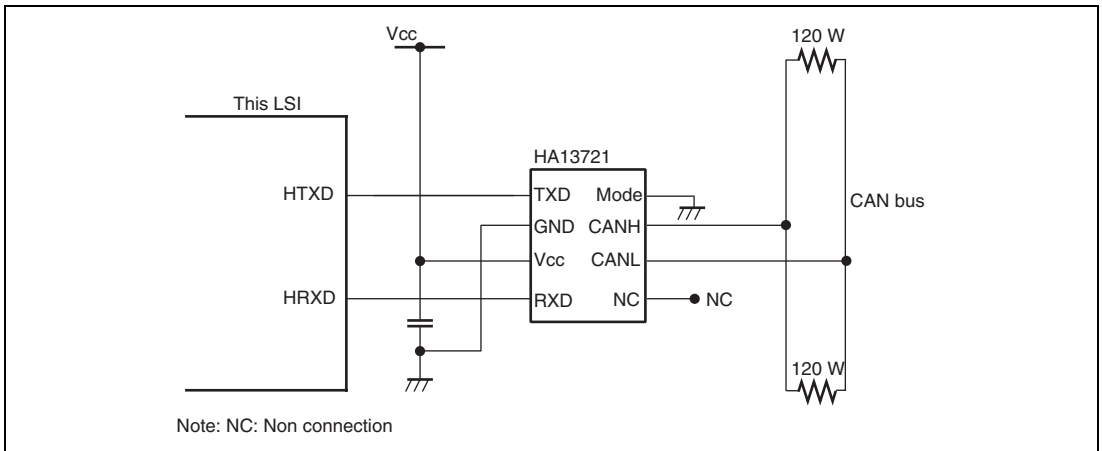 Vcc
120 W
This LSI
HA13721
HTXD
TXD
Mode
GND
CANH
CAN bus
Vcc
CANL
HRXD
RXD
NC
NC
120 W
Note: NC: Non connection